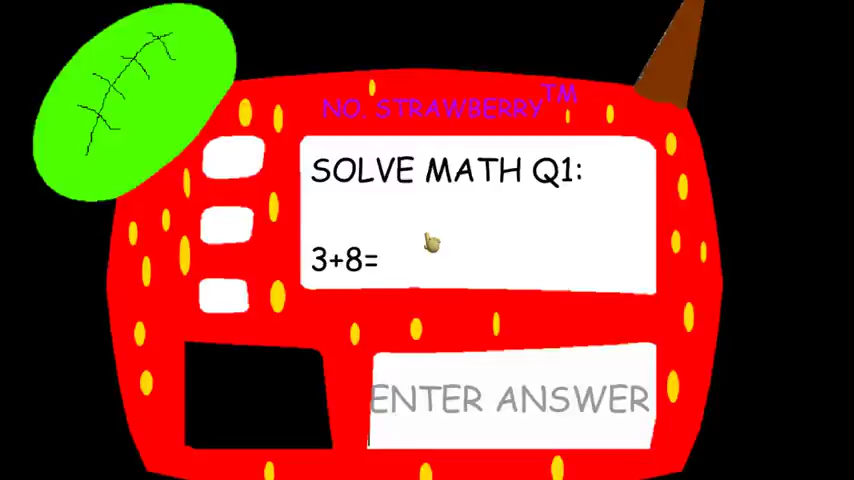 NO. STRAWBERRY™
SOLVE MATH Q1:
3+8=
ENTER ANSWER